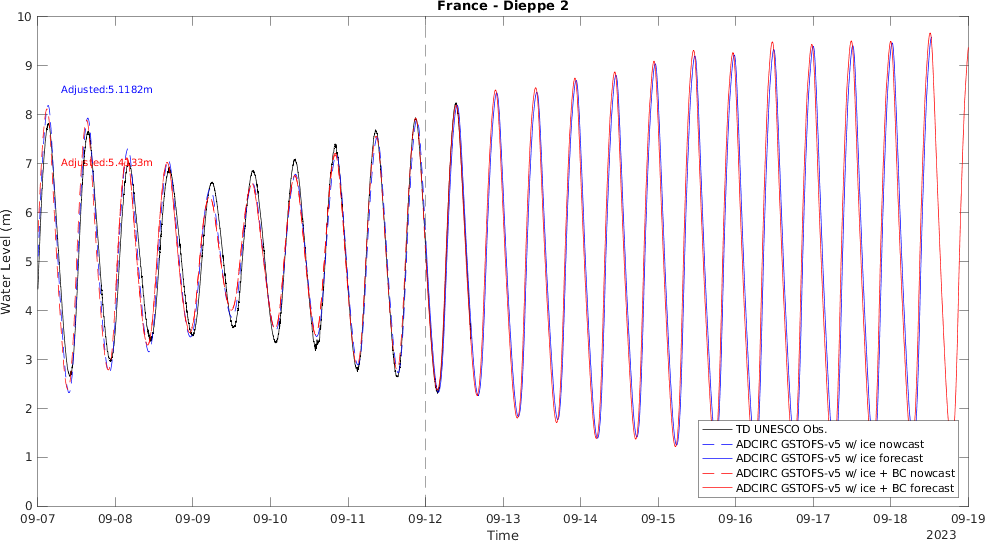 France - Dieppe 2
10
9
8
7
6
5
4
3
2
1
0
Water Level (m)
Adjusted:5.1182m
09-07
09-08
09-09
09-10
09-11
09-12
09-13
09-14
09-15
09-16
09-17
09-18
09-19
Time
2023
TD UNESCO Obs.
ADCIRC GSTOFS-v5 w/ ice nowcast
ADCIRC GSTOFS-v5 w/ ice forecast
ADCIRC GSTOFS-v5 w/ ice + BC nowcast
ADCIRC GSTOFS-v5 w/ ice + BC forecast